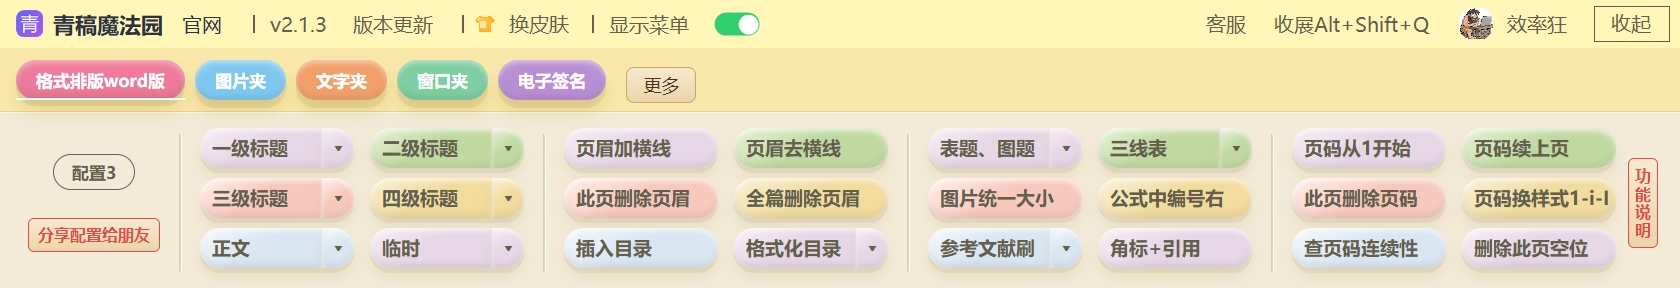 青 青稿魔法园 官网 | v2.1.3 版本更新 | 换皮肤 | 显示菜单 客服 收展Alt+Shift+Q 效率狂 收起
格式排版word版 图片夹 文字夹 窗口夹 电子签名 更多
配置3
分享配置给朋友
一级标题 二级标题
三级标题 四级标题
正文 临时
页眉加横线 页眉去横线
此页删除页眉 全篇删除页眉
插入目录 格式化目录
表题、图题 三线表
图片统一大小 公式中编号右
参考文献刷 角标+引用
页码从1开始 页码续上页
此页删除页码 页码换样式1-i-I
查页码连续性 删除此页空位
功能说明